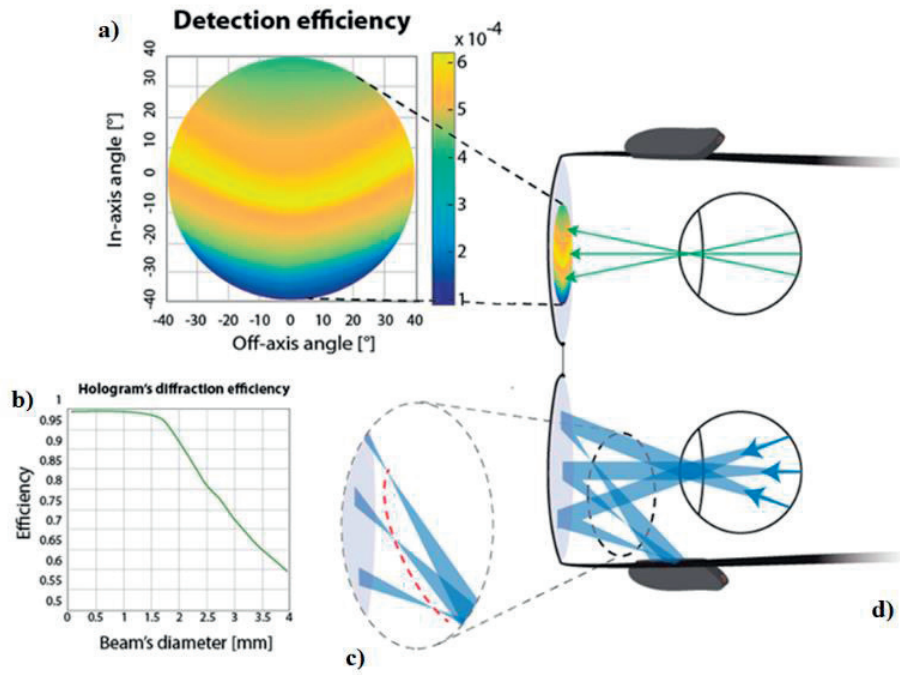 a)
Detection efficiency
x 10⁻⁴
In-axis angle [°]
40
30
20
10
0
-10
-20
-30
-40
6
5
4
3
2
1
-40 -30 -20 -10 0 10 20 30 40
Off-axis angle [°]
b)
Hologram's diffraction efficiency
Efficiency
1
0.95
0.9
0.85
0.8
0.75
0.7
0.65
0.6
0.55
0.5
0 0.5 1 1.5 2 2.5 3 3.5 4
Beam's diameter [mm]
c)
d)